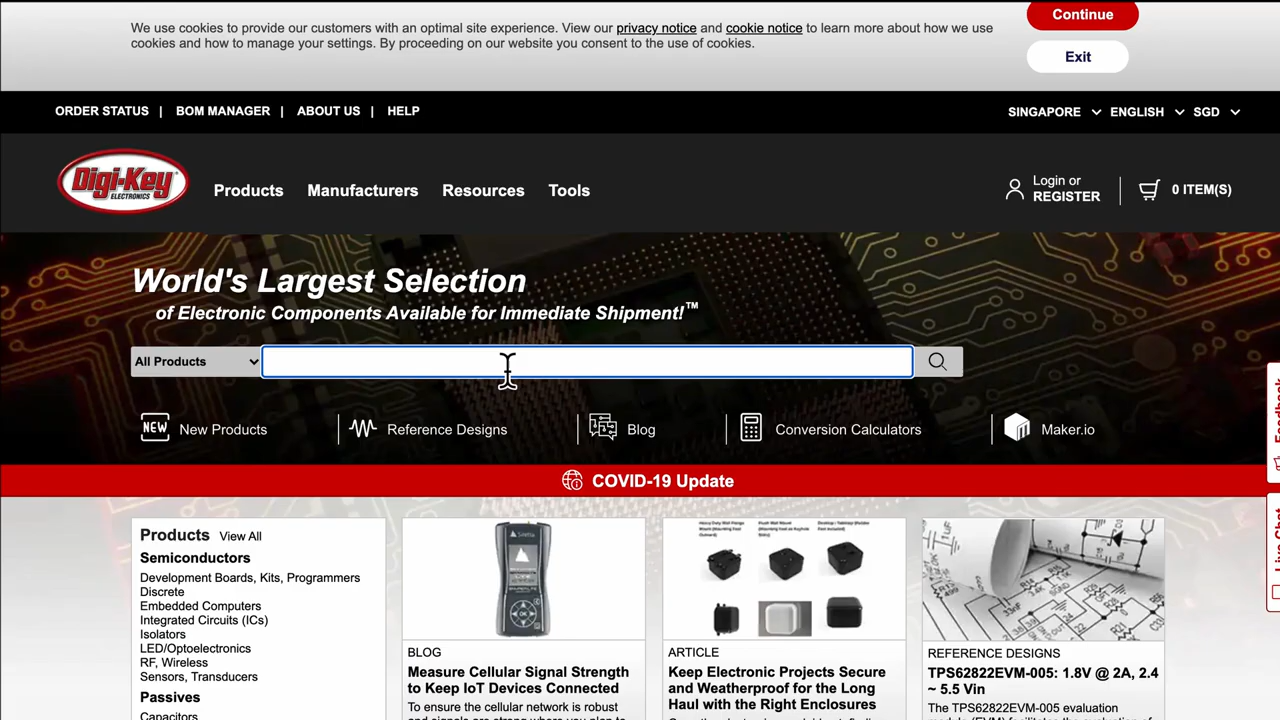 We use cookies to provide our customers with an optimal site experience. View our privacy notice and cookie notice to learn more about how we use
cookies and how to manage your settings. By proceeding on our website you consent to the use of cookies.
Continue
Exit
ORDER STATUS | BOM MANAGER | ABOUT US | HELP
SINGAPORE ENGLISH SGD
Digi-Key
ELECTRONICS
Products Manufacturers Resources Tools
Login or
REGISTER
0 ITEM(S)
World's Largest Selection
of Electronic Components Available for Immediate Shipment!™
All Products
NEW New Products Reference Designs Blog Conversion Calculators Maker.io
COVID-19 Update
Feedback
Live Chat
Products View All
Semiconductors
Development Boards, Kits, Programmers
Discrete
Embedded Computers
Integrated Circuits (ICs)
Isolators
LED/Optoelectronics
RF, Wireless
Sensors, Transducers
Passives
Capacitors
BLOG
Measure Cellular Signal Strength
to Keep IoT Devices Connected
To ensure the cellular network is robust
ARTICLE
Keep Electronic Projects Secure
and Weatherproof for the Long
Haul with the Right Enclosures
REFERENCE DESIGNS
TPS62822EVM-005: 1.8V @ 2A, 2.4
~ 5.5 Vin
The TPS62822EVM-005 evaluation